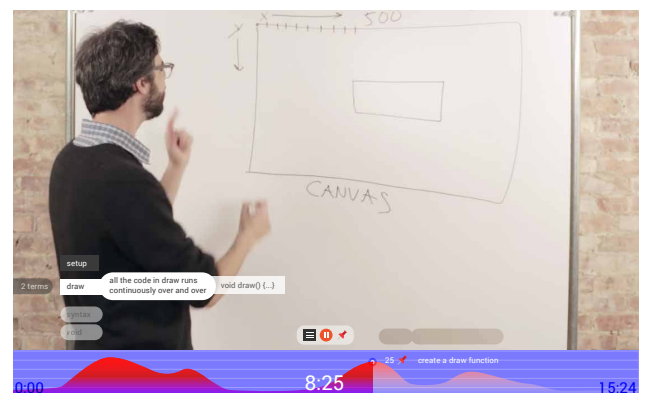 x 500
x
CANVAS
setup
2 terms draw all the code in draw runs continuously over and over void draw() {...}
syntax
void
25 create a draw function
0:00 8:25 15:24